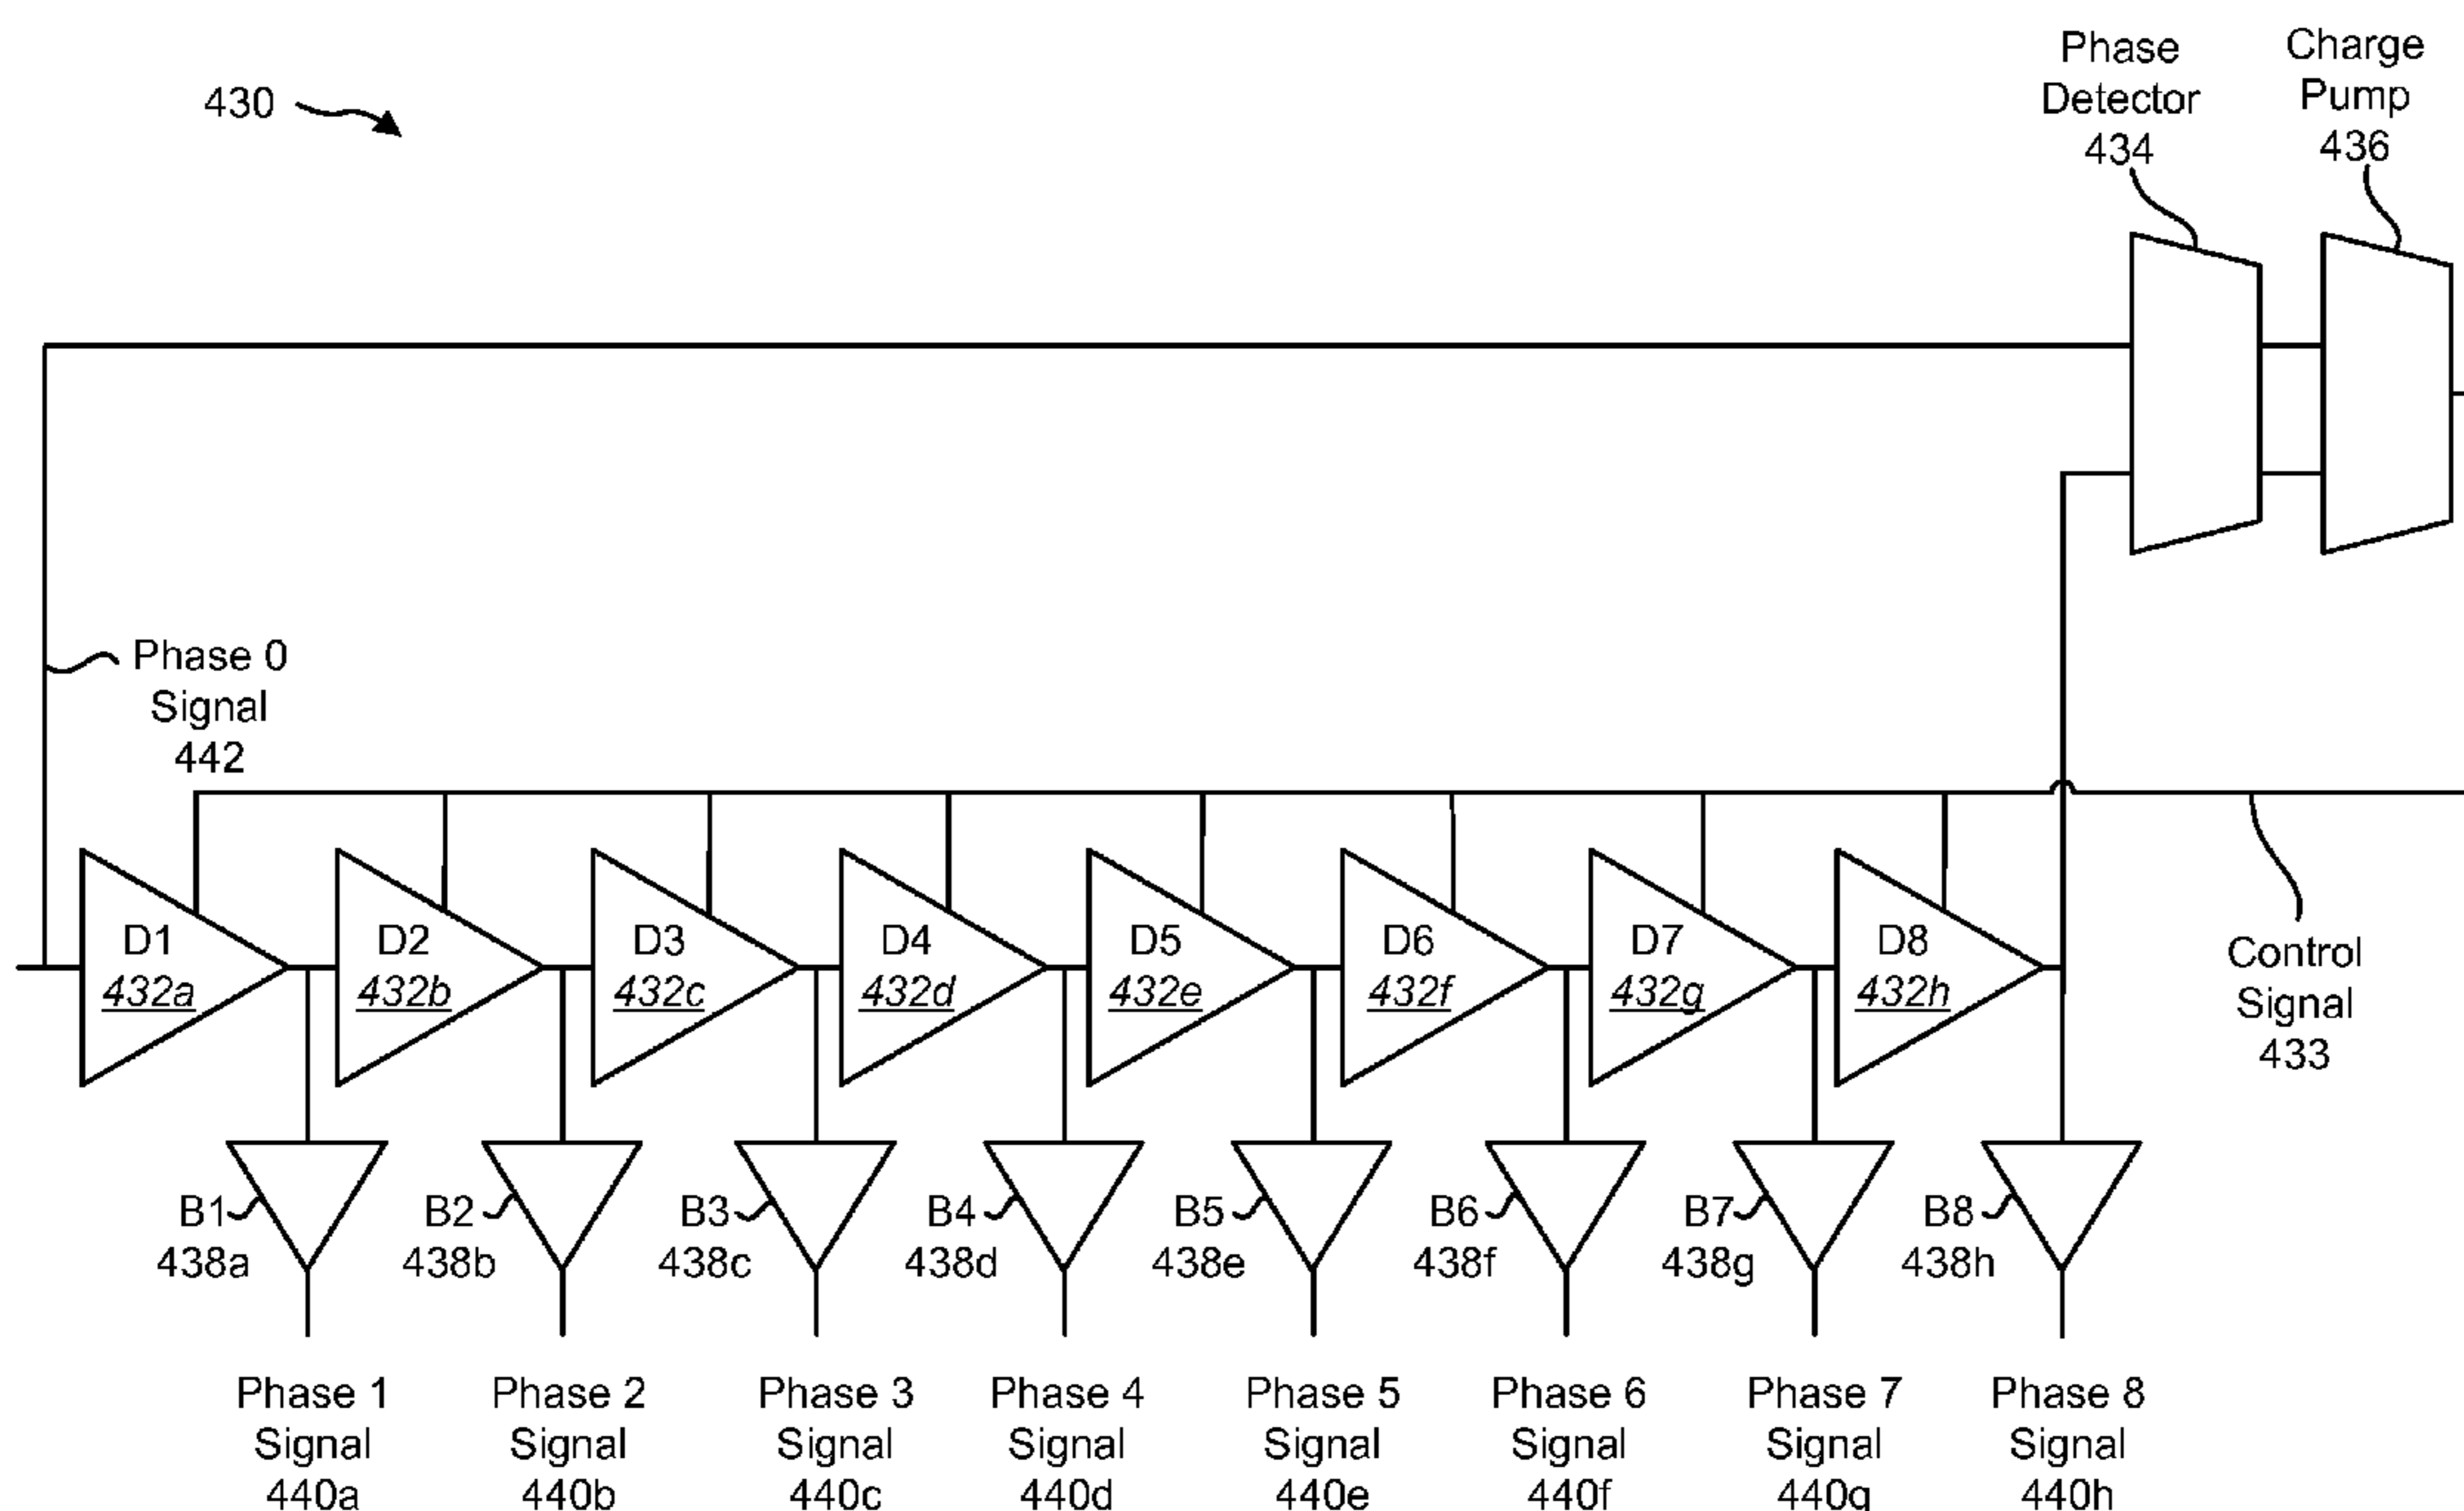 430
Phase
Detector
434
Charge
Pump
436
Phase 0
Signal
442
D1
432a
D2
432b
D3
432c
D4
432d
D5
432e
D6
432f
D7
432g
D8
432h
Control
Signal
433
B1
438a
B2
438b
B3
438c
B4
438d
B5
438e
B6
438f
B7
438g
B8
438h
Phase 1
Signal
440a
Phase 2
Signal
440b
Phase 3
Signal
440c
Phase 4
Signal
440d
Phase 5
Signal
440e
Phase 6
Signal
440f
Phase 7
Signal
440g
Phase 8
Signal
440h